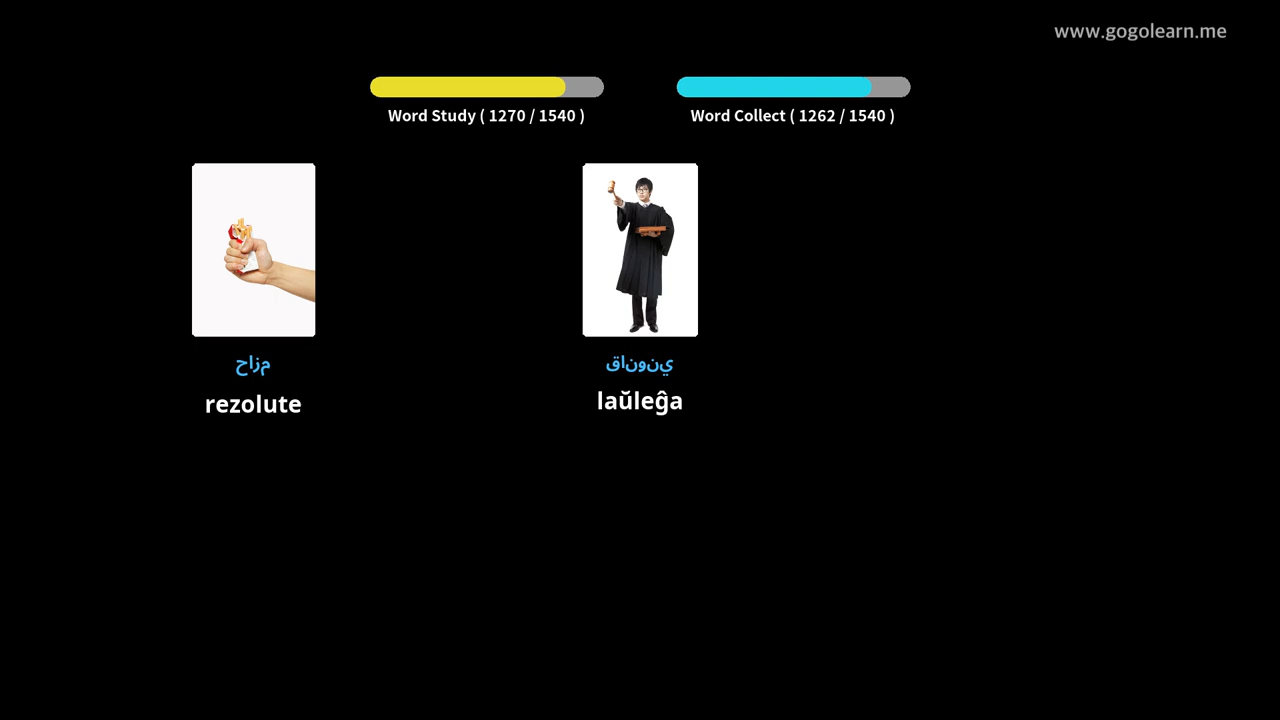 www.gogolearn.me
Word Study ( 1270 / 1540 )
Word Collect ( 1262 / 1540 )
حازم
قانوني
rezolute
laŭleĝa